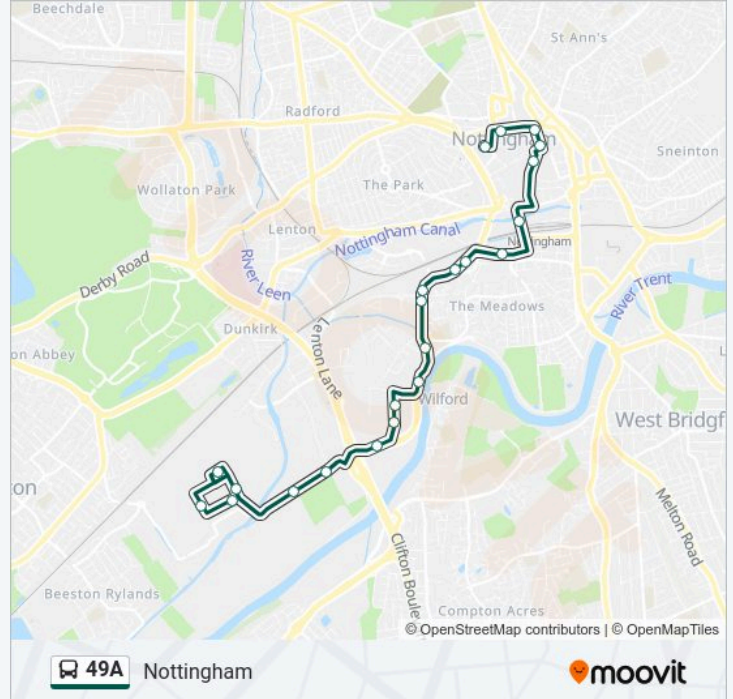 Beechdale
St Ann's
Radford
Nottingham
Sneinton
Wollaton Park
The Park
Lenton
Nottingham Canal
Nottingham
Derby Road
River Leen
River Trent
The Meadows
Dunkirk
on Abbey
Lenton Lane
Wilford
West Bridgf
on
Melton Road
Clifton Boule
Beeston Rylands
Compton Acres
© OpenStreetMap contributors | © OpenMapTiles
49A Nottingham
moovit